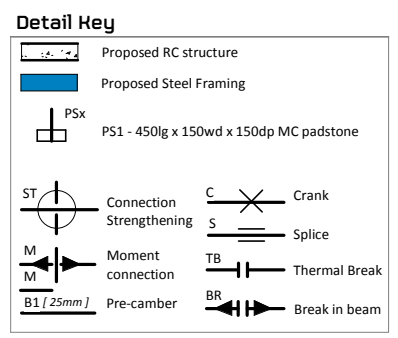 Detail Key
Proposed RC structure
Proposed Steel Framing
PSx
PS1 - 450lg x 150wd x 150dp MC padstone
ST
Connection
Strengthening
M
M
Moment
connection
B1 [ 25mm ]
Pre-camber
C
Crank
S
Splice
TB
Thermal Break
BR
Break in beam